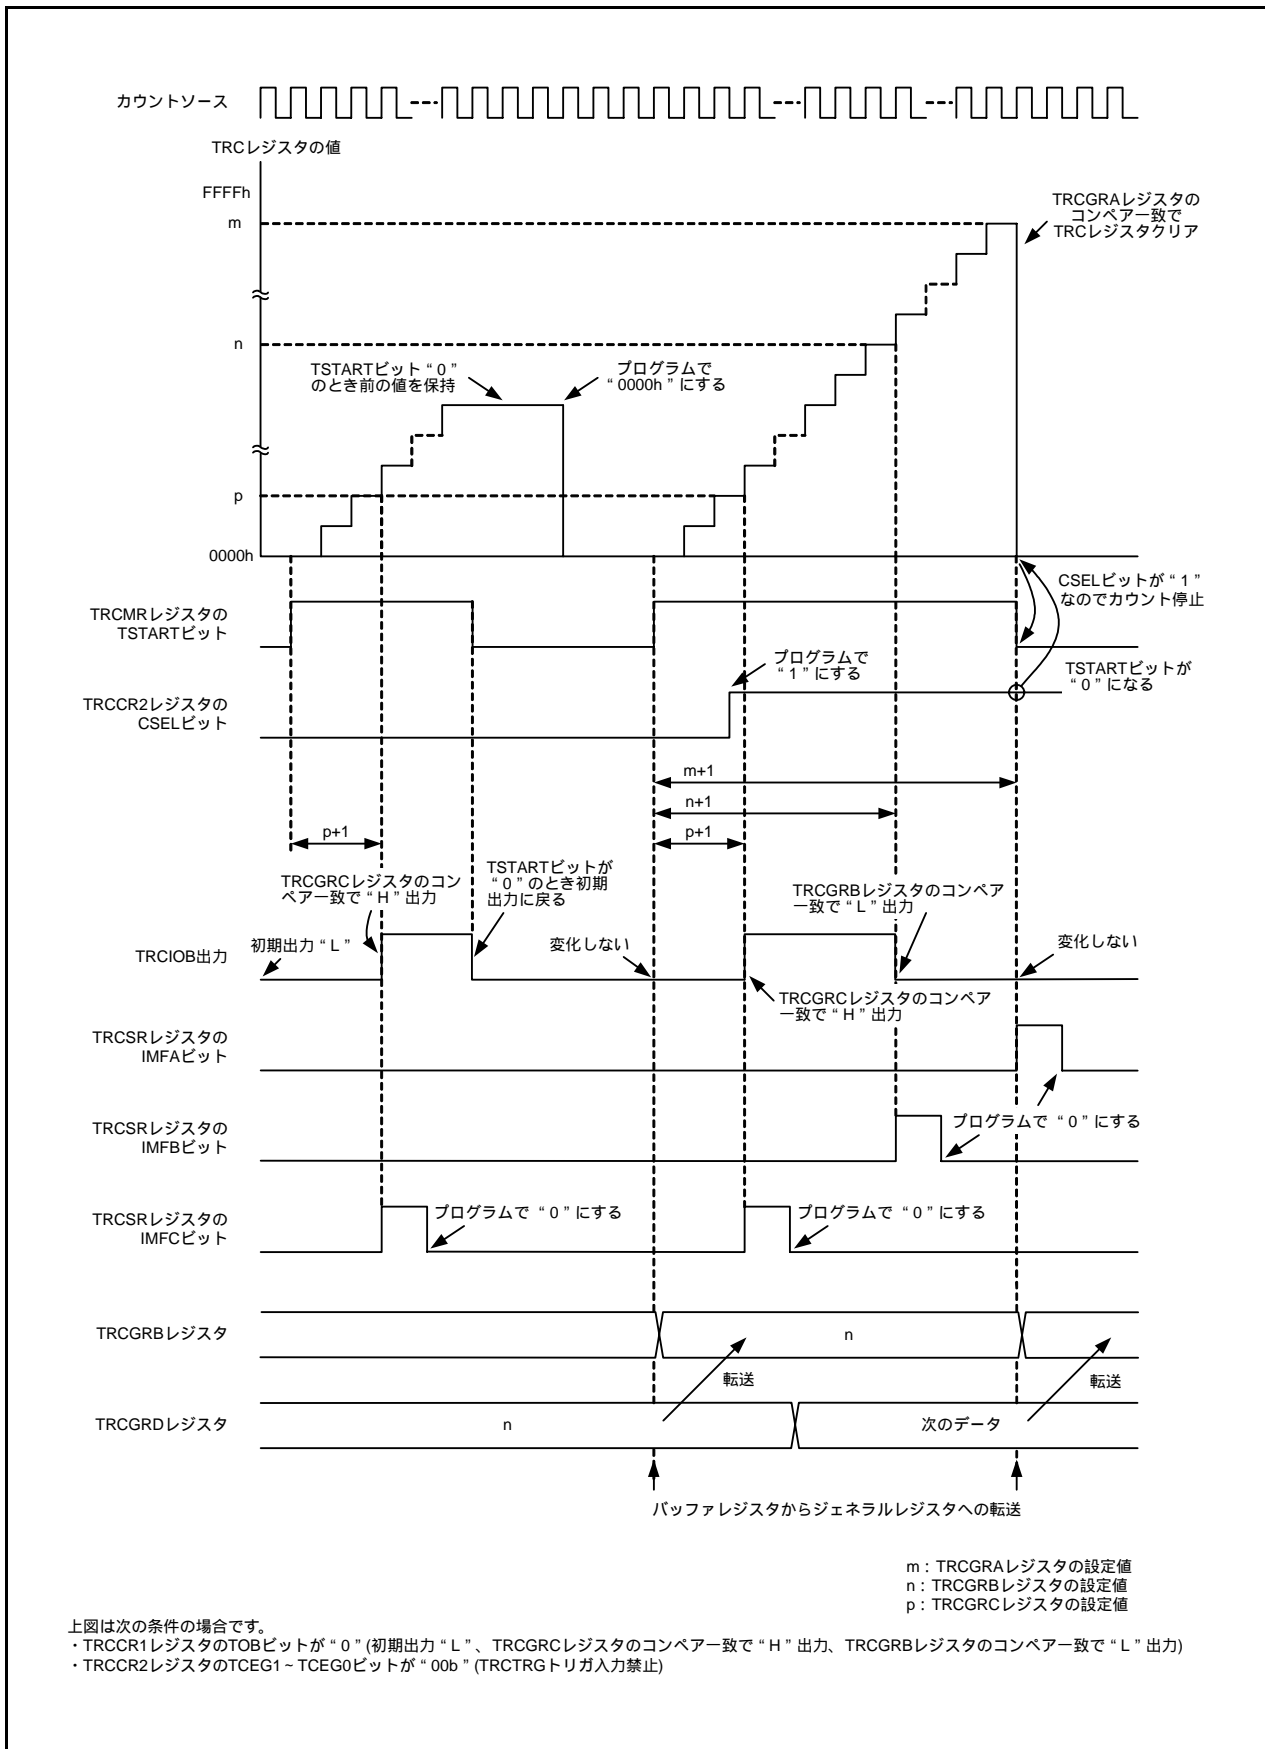 カウントソース
TRCレジスタの値
FFFFh
m
TRCGRAレジスタの
コンペア一致で
TRCレジスタクリア
n
TSTARTビット“0”
のとき前の値を保持
プログラムで
“0000h”にする
p
0000h
CSELビットが“1”
なのでカウント停止
TRCMRレジスタの
TSTARTビット
プログラムで
“1”にする
TSTARTビットが
“0”になる
TRCCR2レジスタの
CSELビット
m+1
n+1
p+1
p+1
TRCGRCレジスタのコン
ペア一致で“H”出力
TSTARTビットが
“0”のとき初期
出力に戻る
TRCGRBレジスタのコンペア
一致で“L”出力
TRCIOB出力
初期出力“L”
変化しない
変化しない
TRCGRCレジスタのコンペア
一致で“H”出力
TRCSRレジスタの
IMFAビット
TRCSRレジスタの
IMFBビット
プログラムで“0”にする
TRCSRレジスタの
IMFCビット
プログラムで“0”にする
プログラムで“0”にする
TRCGRBレジスタ
n
転送
転送
TRCGRDレジスタ
n
次のデータ
バッファレジスタからジェネラルレジスタへの転送
m:TRCGRAレジスタの設定値
n:TRCGRBレジスタの設定値
p:TRCGRCレジスタの設定値
上図は次の条件の場合です。
・TRCCR1レジスタのTOBビットが“0”(初期出力“L”、TRCGRCレジスタのコンペア一致で“H”出力、TRCGRBレジスタのコンペア一致で“L”出力)
・TRCCR2レジスタのTCEG1~TCEG0ビットが“00b”(TRCTRGトリガ入力禁止)